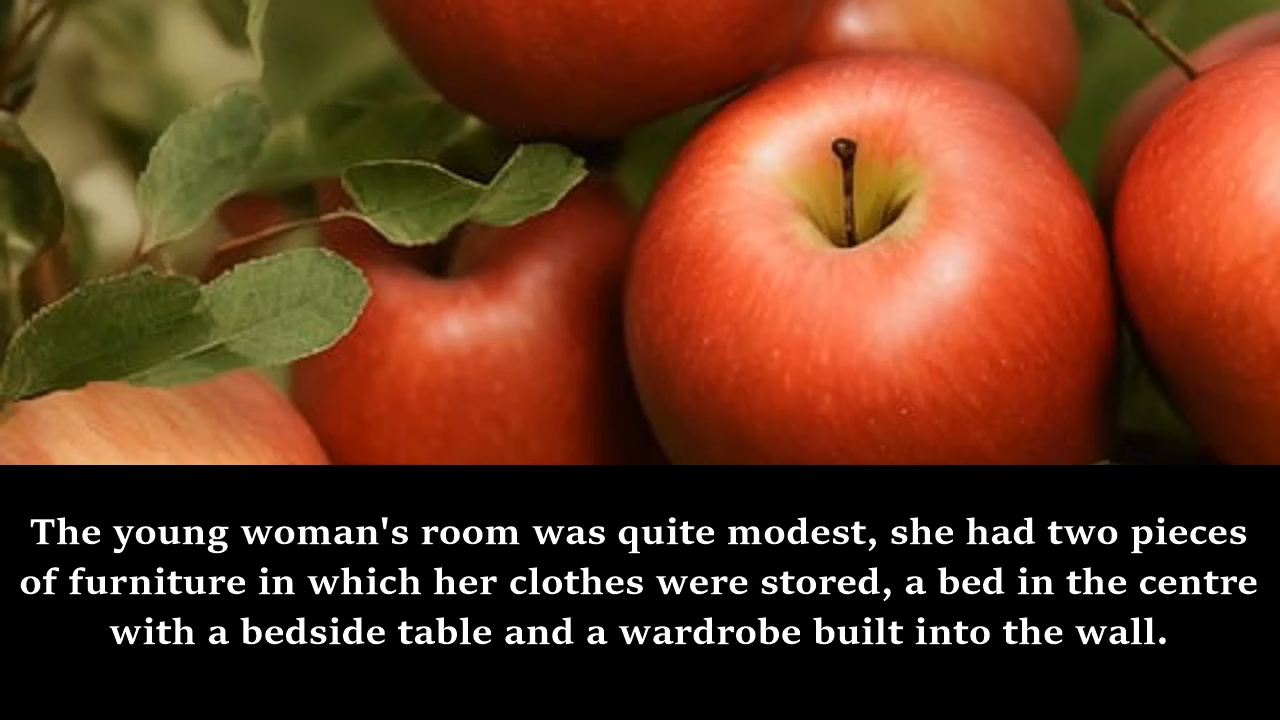 The young woman's room was quite modest, she had two pieces
of furniture in which her clothes were stored, a bed in the centre
with a bedside table and a wardrobe built into the wall.